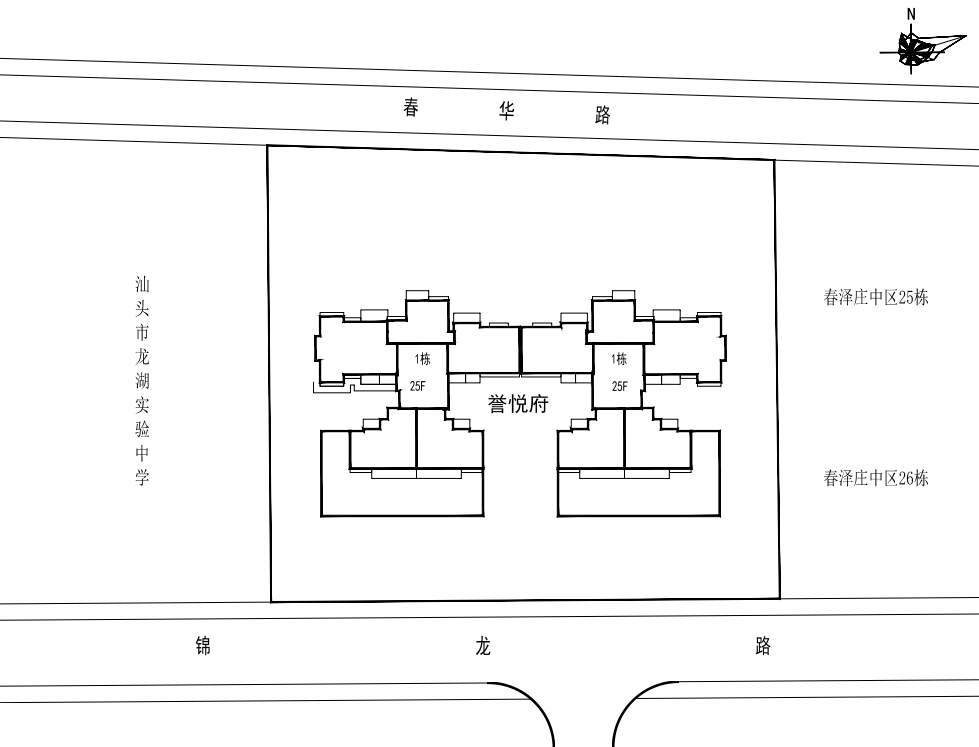 N
春华路
汕头市龙湖实验中学
春泽庄中区25栋
1栋
25F
1栋
25F
誉悦府
春泽庄中区26栋
锦龙路